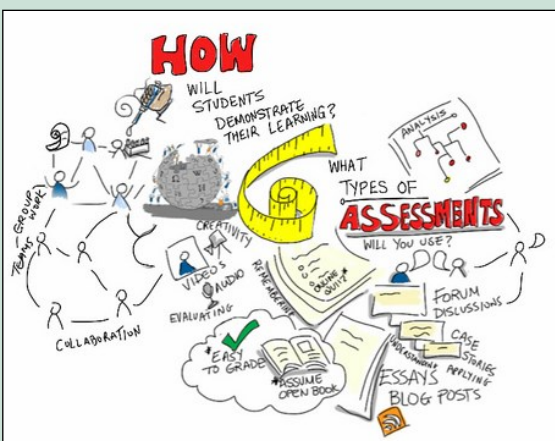 HOW
WILL
STUDENTS
DEMONSTRATE
THEIR LEARNING?
WHAT
TYPES OF
ASSESSMENTS
WILL YOU USE?
ANALYSIS
GROUP WORK
TEAMS
COLLABORATION
CREATIVITY
VIDEOS
AUDIO
EVALUATING
REMEMBERING
ONLINE
QUIZ*
FORUM
DISCUSSIONS
CASE
STORIES
UNDERSTANDING
APPLYING
ESSAYS
BLOG POSTS
*EASY
TO GRADE
*ASSUME
OPEN BOOK